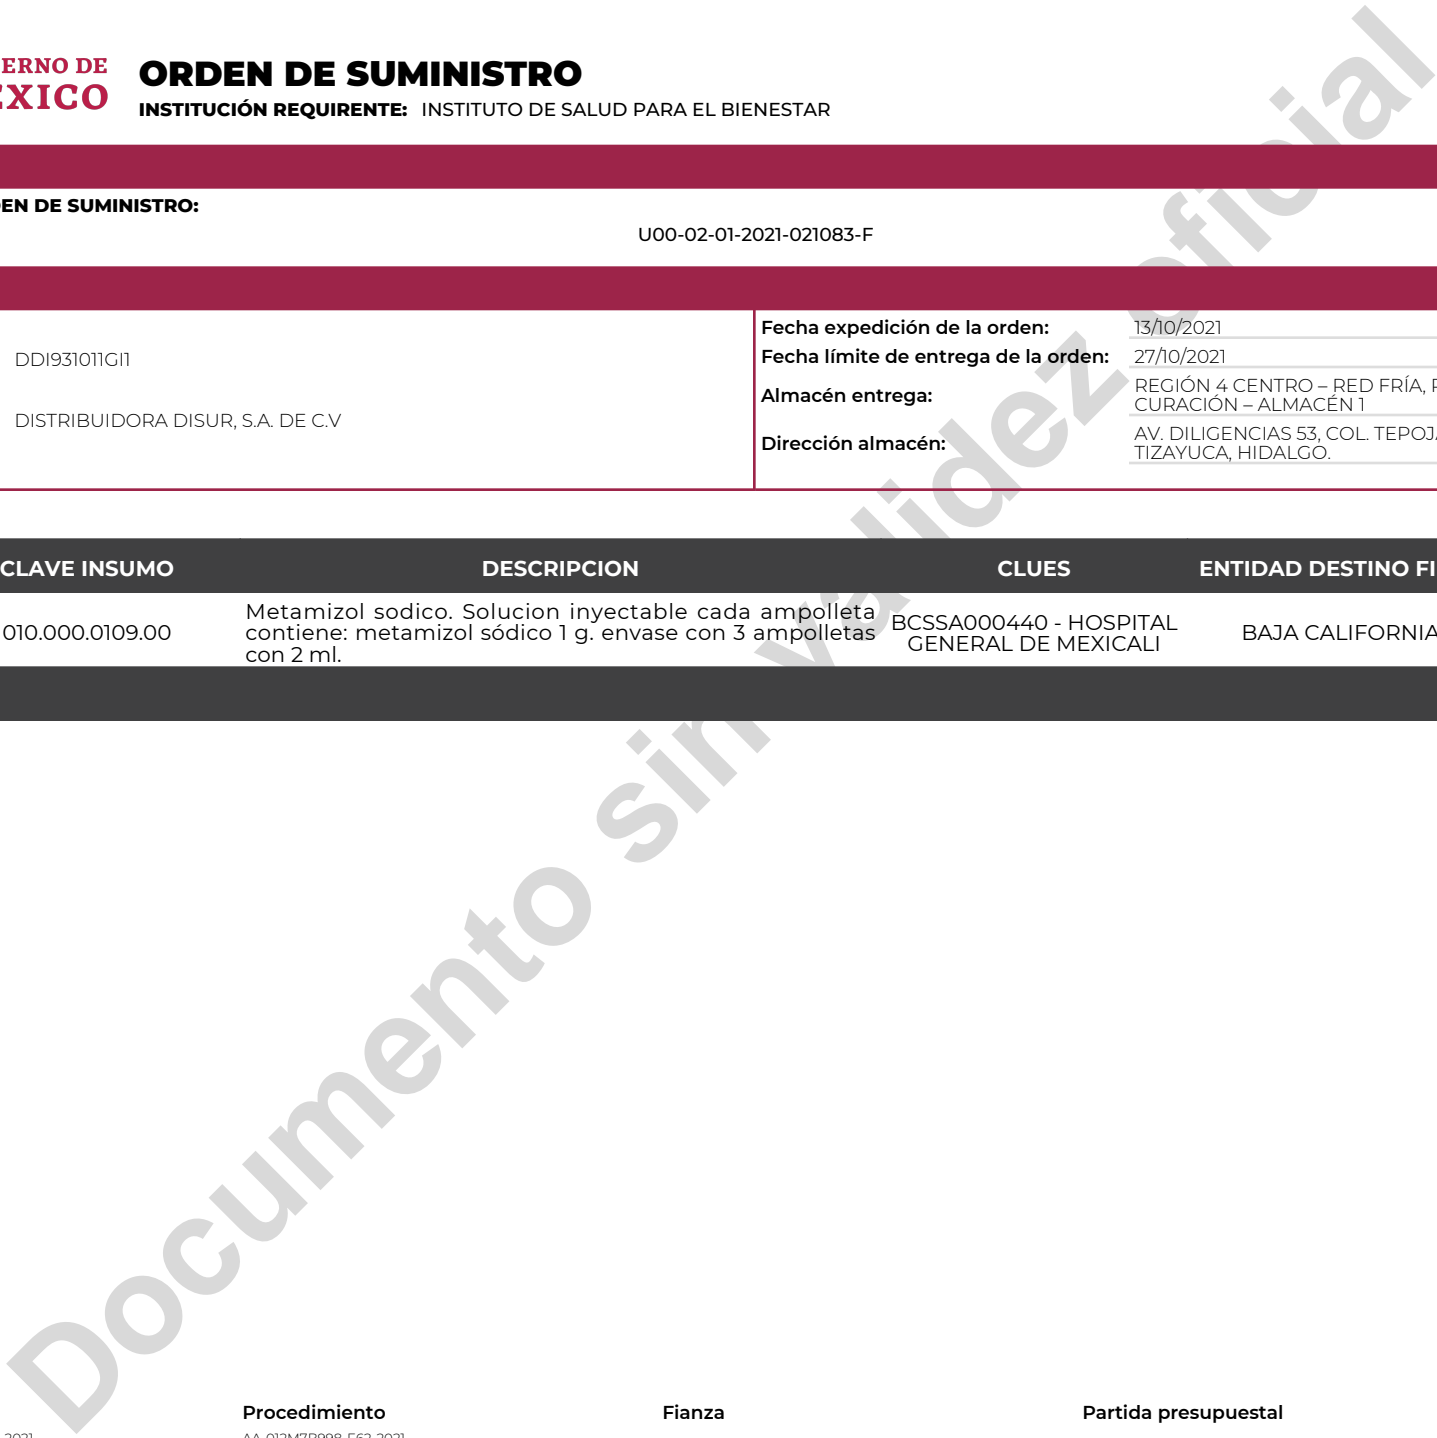 ERNO DE
EXICO
ORDEN DE SUMINISTRO
INSTITUCIÓN REQUIRENTE: INSTITUTO DE SALUD PARA EL BIENESTAR
EN DE SUMINISTRO:
U00-02-01-2021-021083-F
DDI931011GI1
DISTRIBUIDORA DISUR, S.A. DE C.V
Fecha expedición de la orden: 13/10/2021
Fecha límite de entrega de la orden: 27/10/2021
Almacén entrega: REGIÓN 4 CENTRO – RED FRÍA,
CURACIÓN – ALMACÉN 1
Dirección almacén: AV. DILIGENCIAS 53, COL. TEPOJA
TIZAYUCA, HIDALGO.
CLAVE INSUMO DESCRIPCION CLUES ENTIDAD DESTINO FI
010.000.0109.00
Metamizol sodico. Solucion inyectable cada ampolleta
contiene: metamizol sódico 1 g. envase con 3 ampolletas
con 2 ml.
BCSSA000440 - HOSPITAL
GENERAL DE MEXICALI
BAJA CALIFORNIA
Documento sin validez oficial
Procedimiento Fianza Partida presupuestal